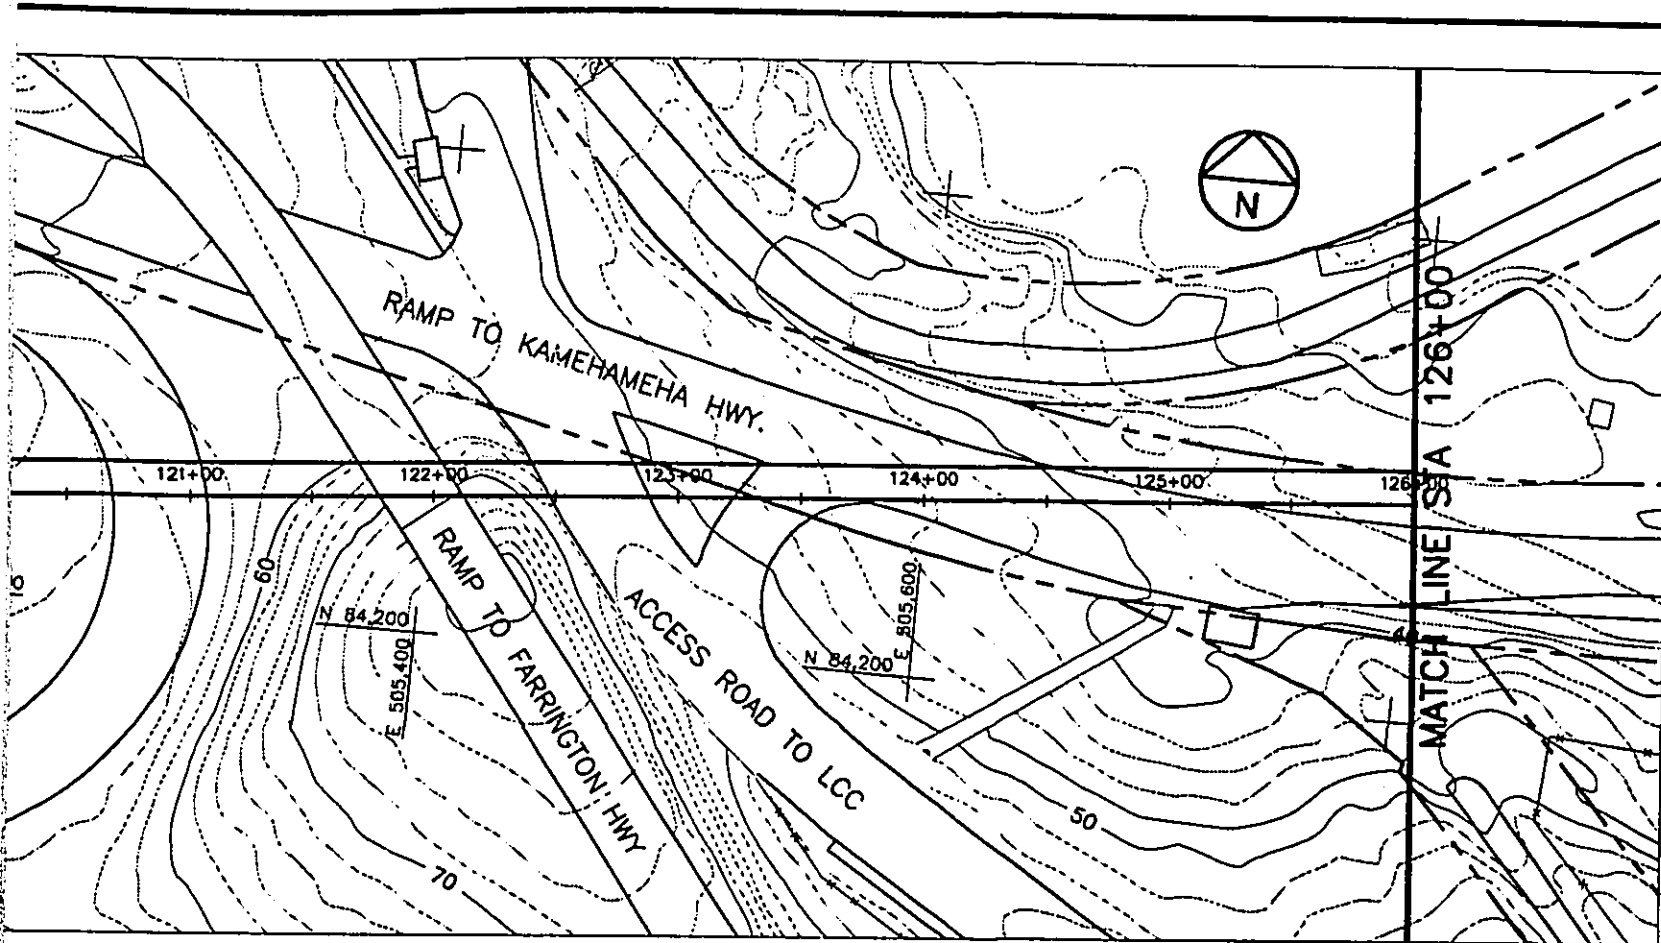 N
RAMP TO KAMEHAMEHA HWY.
121+00
122+00
123+00
124+00
125+00
126+00
MATCH LINE STA 126+00
60
RAMP TO FARRINGTON HWY
N 84,200
E 505,400
ACCESS ROAD TO LCC
N 84,200
E 505,600
50
70